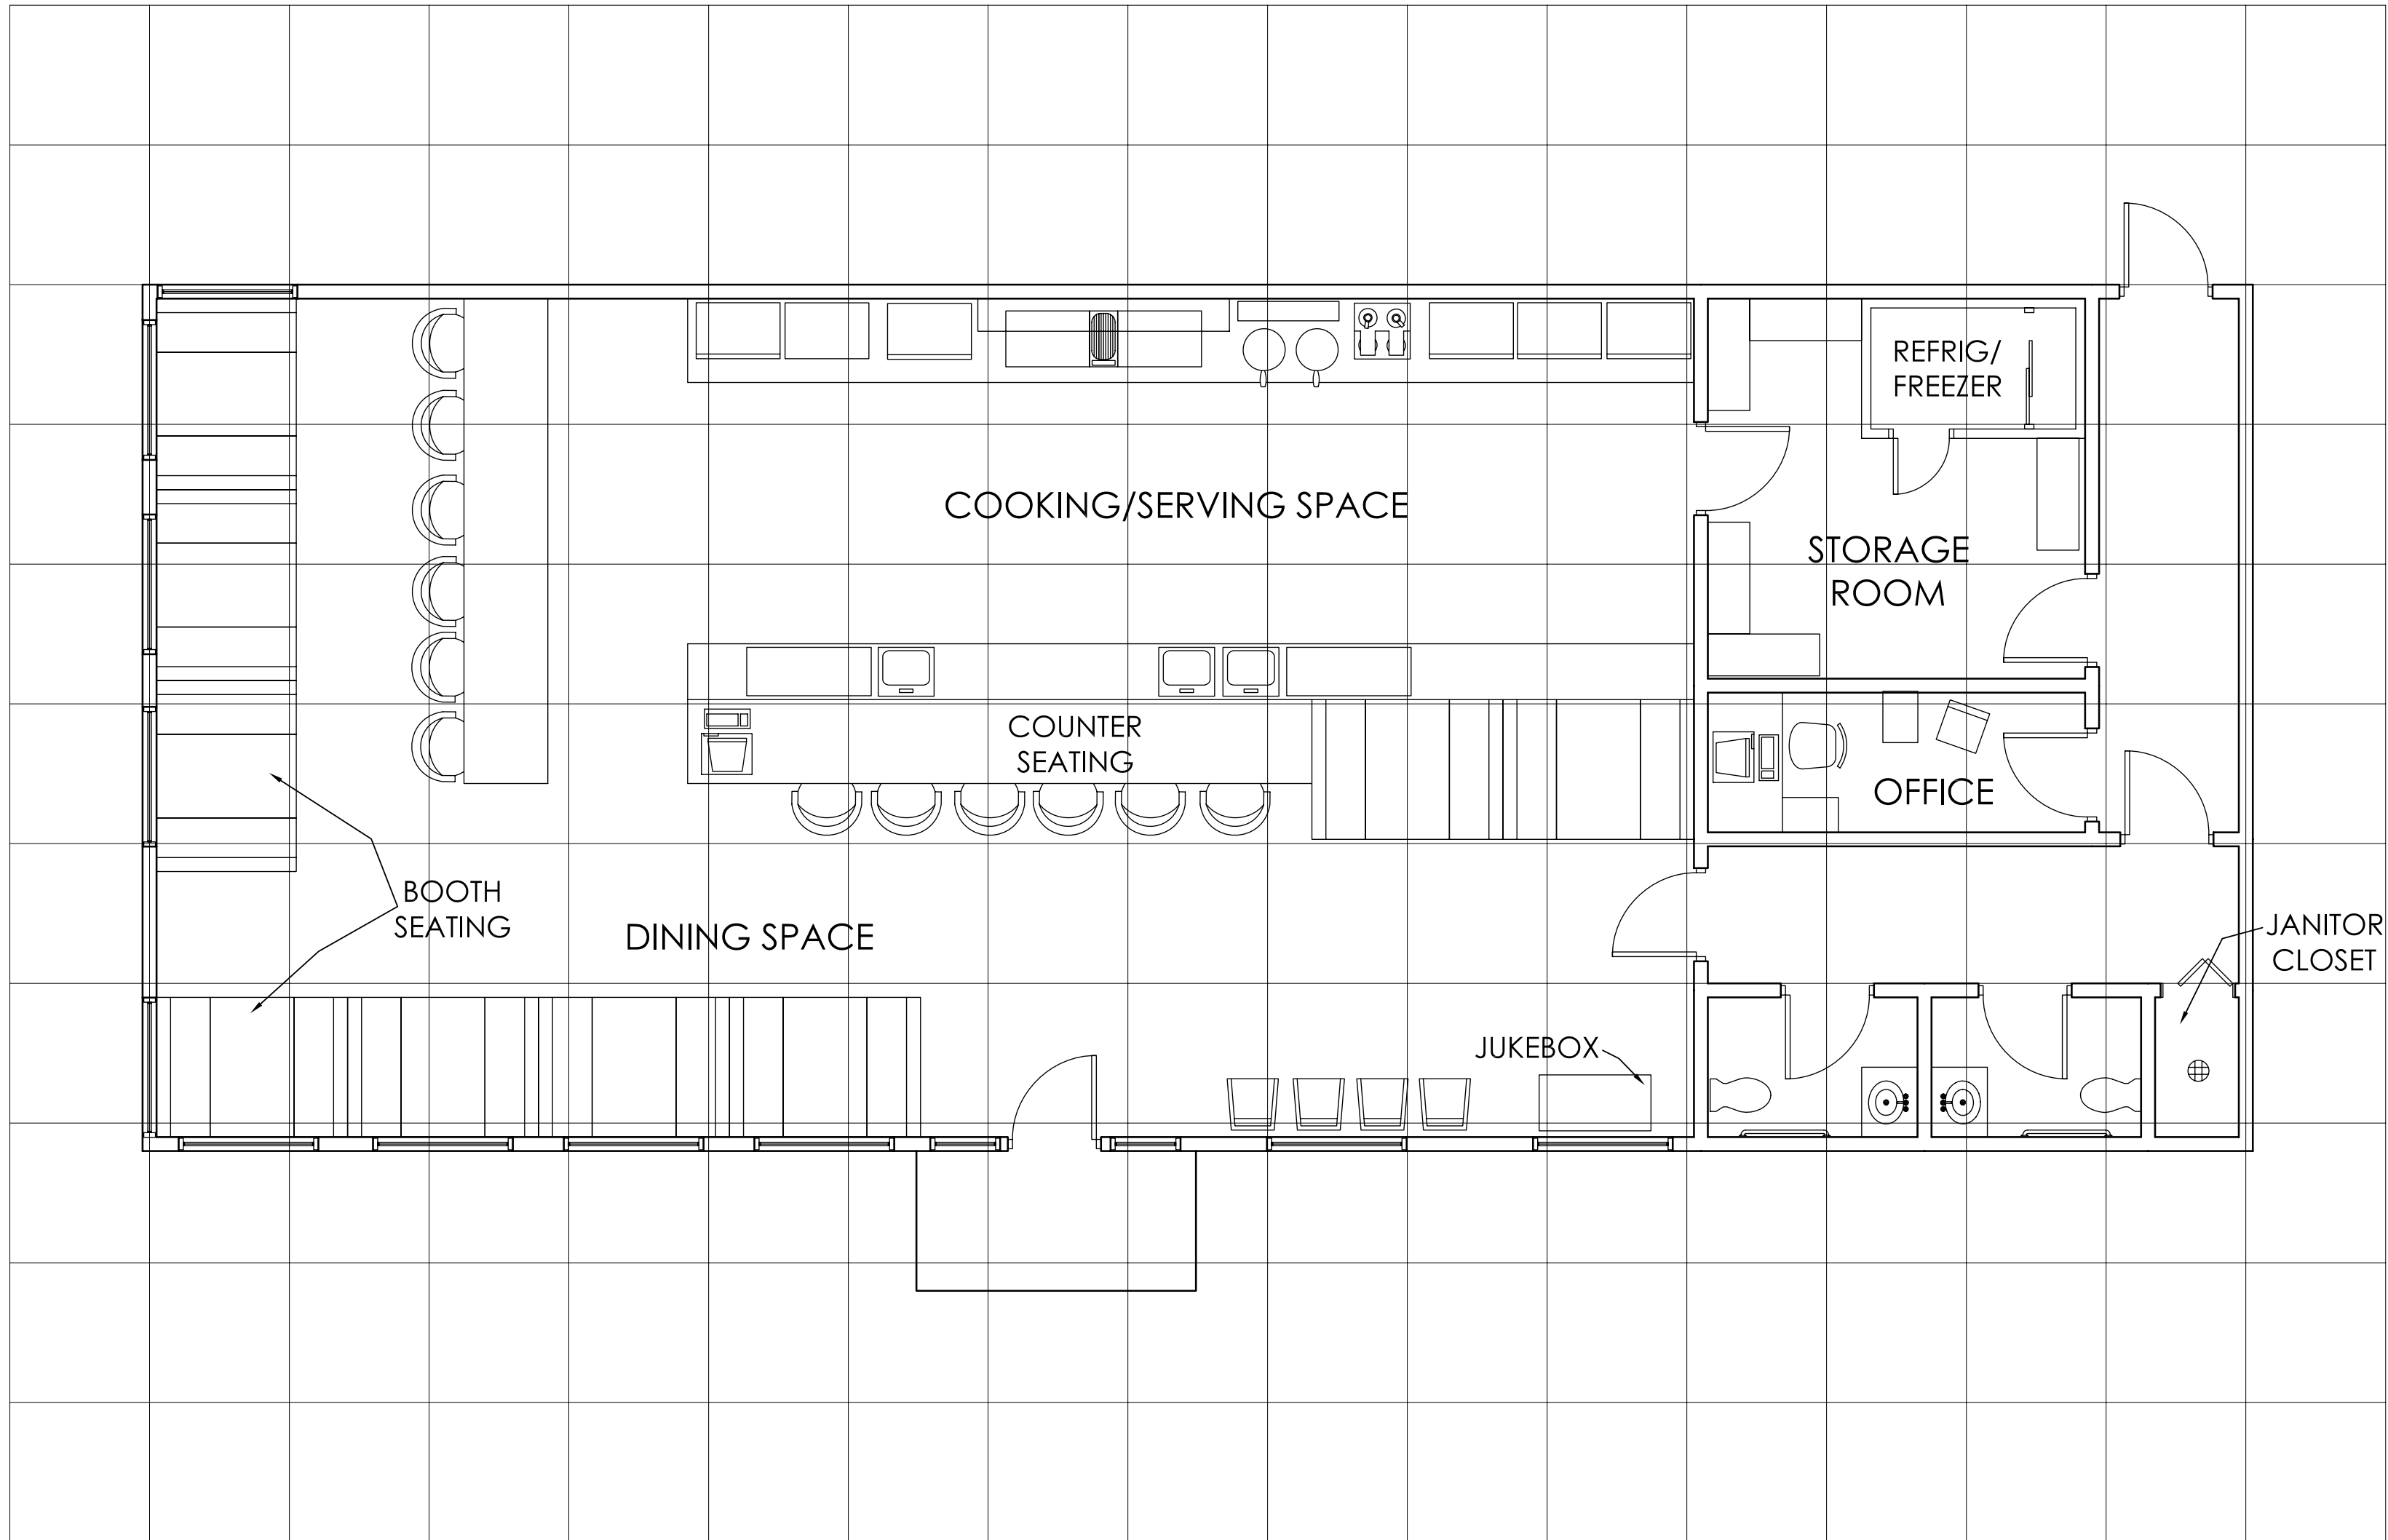 REFRIG/
FREEZER
COOKING/SERVING SPACE
STORAGE
ROOM
COUNTER
SEATING
OFFICE
BOOTH
SEATING
DINING SPACE
JANITOR
CLOSET
JUKEBOX